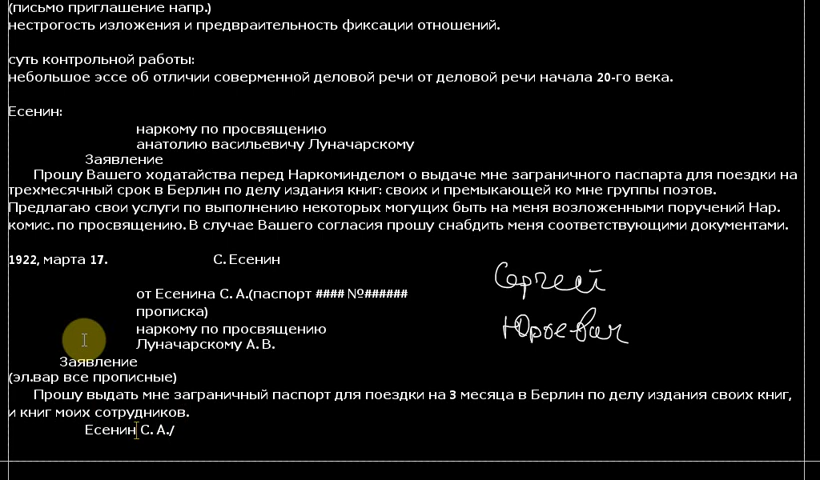 (письмо приглашение напр.)
нестрогость изложения и предвраительность фиксации отношений.
суть контрольной работы:
небольшое эссе об отличии соверменной деловой речи от деловой речи начала 20-го века.
Есенин:
наркому по просвящению
анатолию васильевичу Луначарскому
Заявление
Прошу Вашего ходатайства перед Наркоминделом о выдаче мне заграничного паспарта для поездки на
трехмесячный срок в Берлин по делу издания книг: своих и премыкающей ко мне группы поэтов.
Предлагаю свои услуги по выполнению некоторых могущих быть на меня возложенными поручений Нар.
комис. по просвящению. В случае Вашего согласия прошу снабдить меня соответствующими документами.
1922, марта 17. С. Есенин
Сергей
от Есенина С. А.(паспорт #### №######
прописка)
Юрьевич
наркому по просвящению
Луначарскому А. В.
Заявление
(эл.вар все прописные)
Прошу выдать мне заграничный паспорт для поездки на 3 месяца в Берлин по делу издания своих книг,
и книг моих сотрудников.
Есенин С. А./